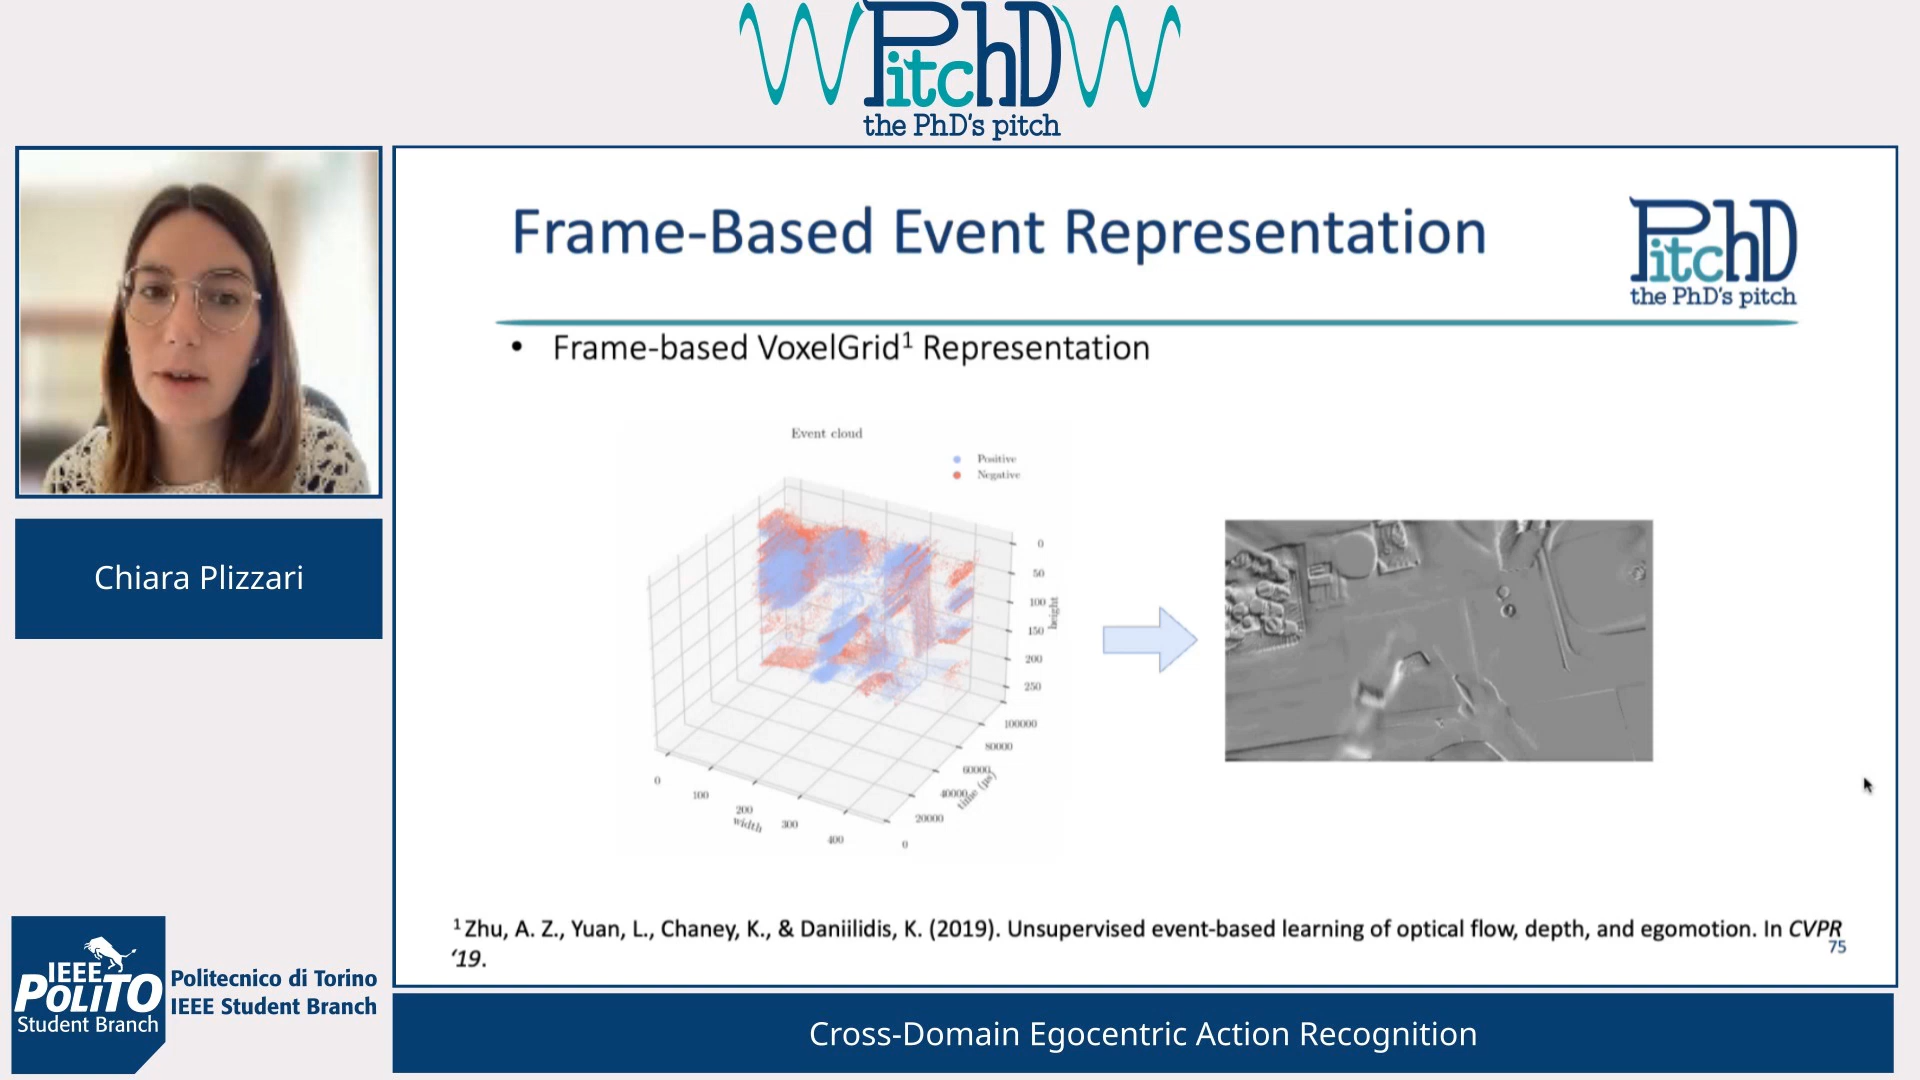 PitchD
the PhD's pitch
Frame-Based Event Representation
PitchD
the PhD's pitch
• Frame-based VoxelGrid¹ Representation
Event cloud
Positive
Negative
0
50
100
150
200
250
height
100000
80000
60000
40000
20000
0
time (μs)
0
100
200
300
400
width
¹ Zhu, A. Z., Yuan, L., Chaney, K., & Daniilidis, K. (2019). Unsupervised event-based learning of optical flow, depth, and egomotion. In CVPR
‘19.
75
Chiara Plizzari
IEEE
POLITO
Student Branch
Politecnico di Torino
IEEE Student Branch
Cross-Domain Egocentric Action Recognition